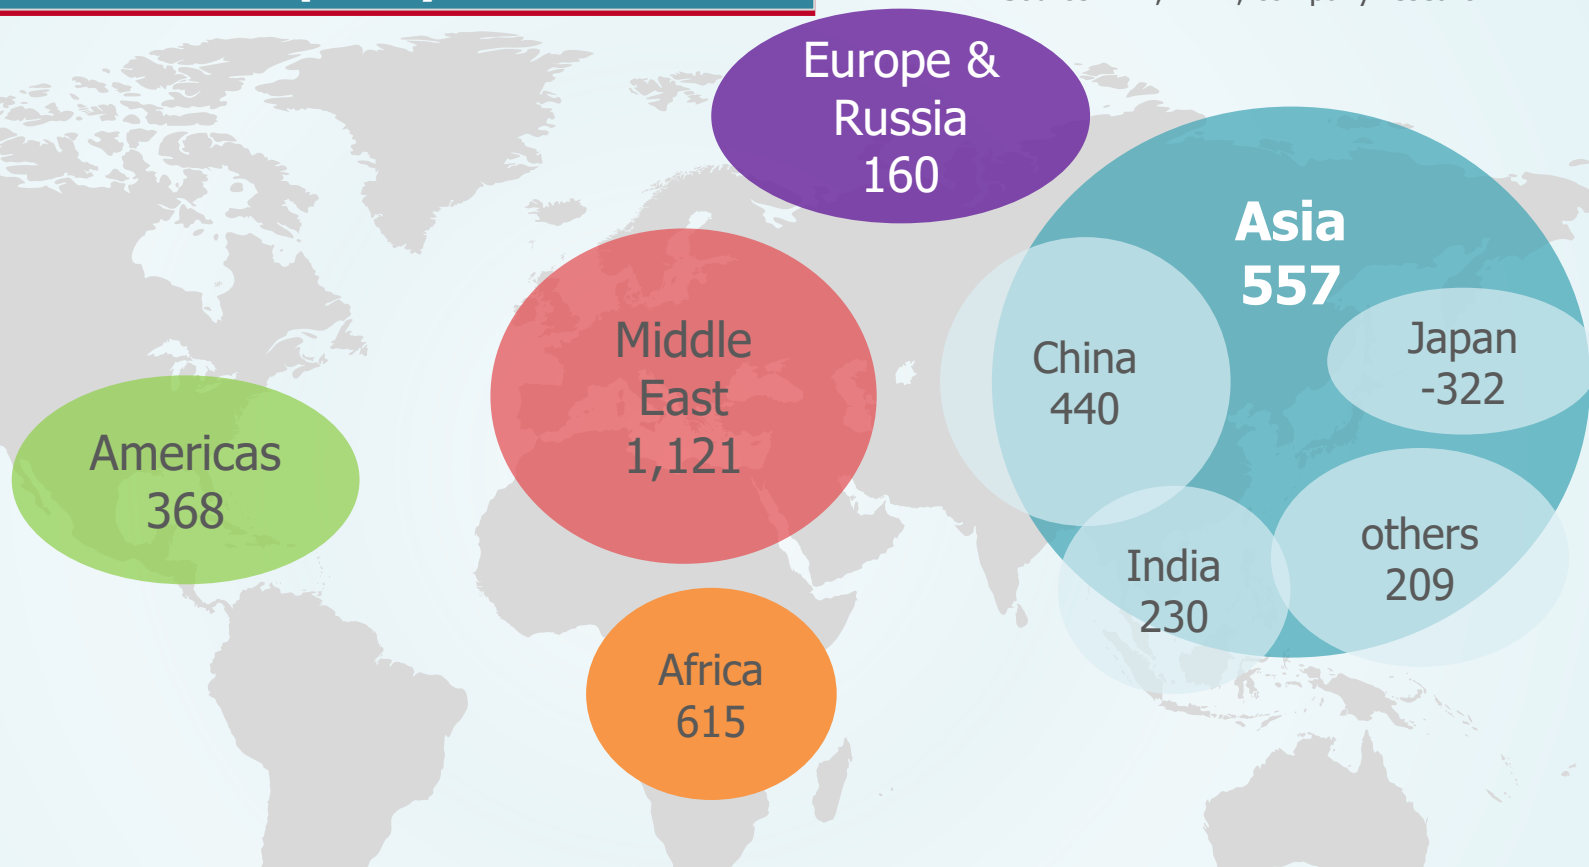 Europe &
Russia
160
Asia
557
Middle
East
1,121
China
440
Japan
-322
Americas
368
others
209
India
230
Africa
615